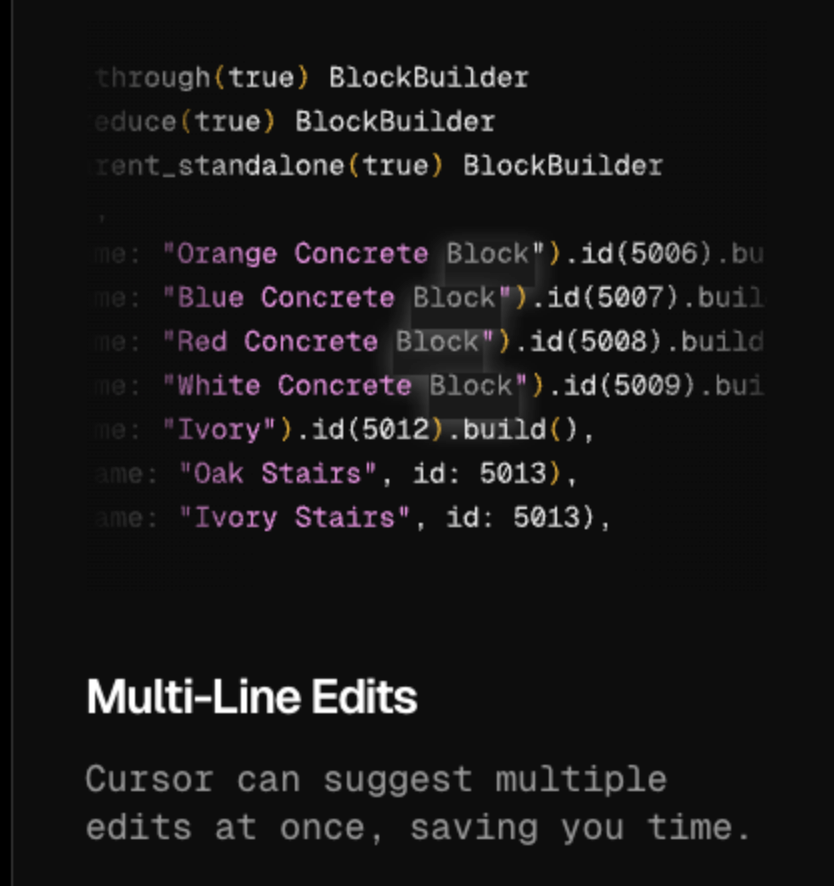 through(true) BlockBuilder
educe(true) BlockBuilder
rent_standalone(true) BlockBuilder
,
me: "Orange Concrete Block").id(5006).bu
me: "Blue Concrete Block").id(5007).buil
me: "Red Concrete Block").id(5008).build
me: "White Concrete Block").id(5009).bui
me: "Ivory").id(5012).build(),
ame: "Oak Stairs", id: 5013),
ame: "Ivory Stairs", id: 5013),
Multi-Line Edits
Cursor can suggest multiple
edits at once, saving you time.